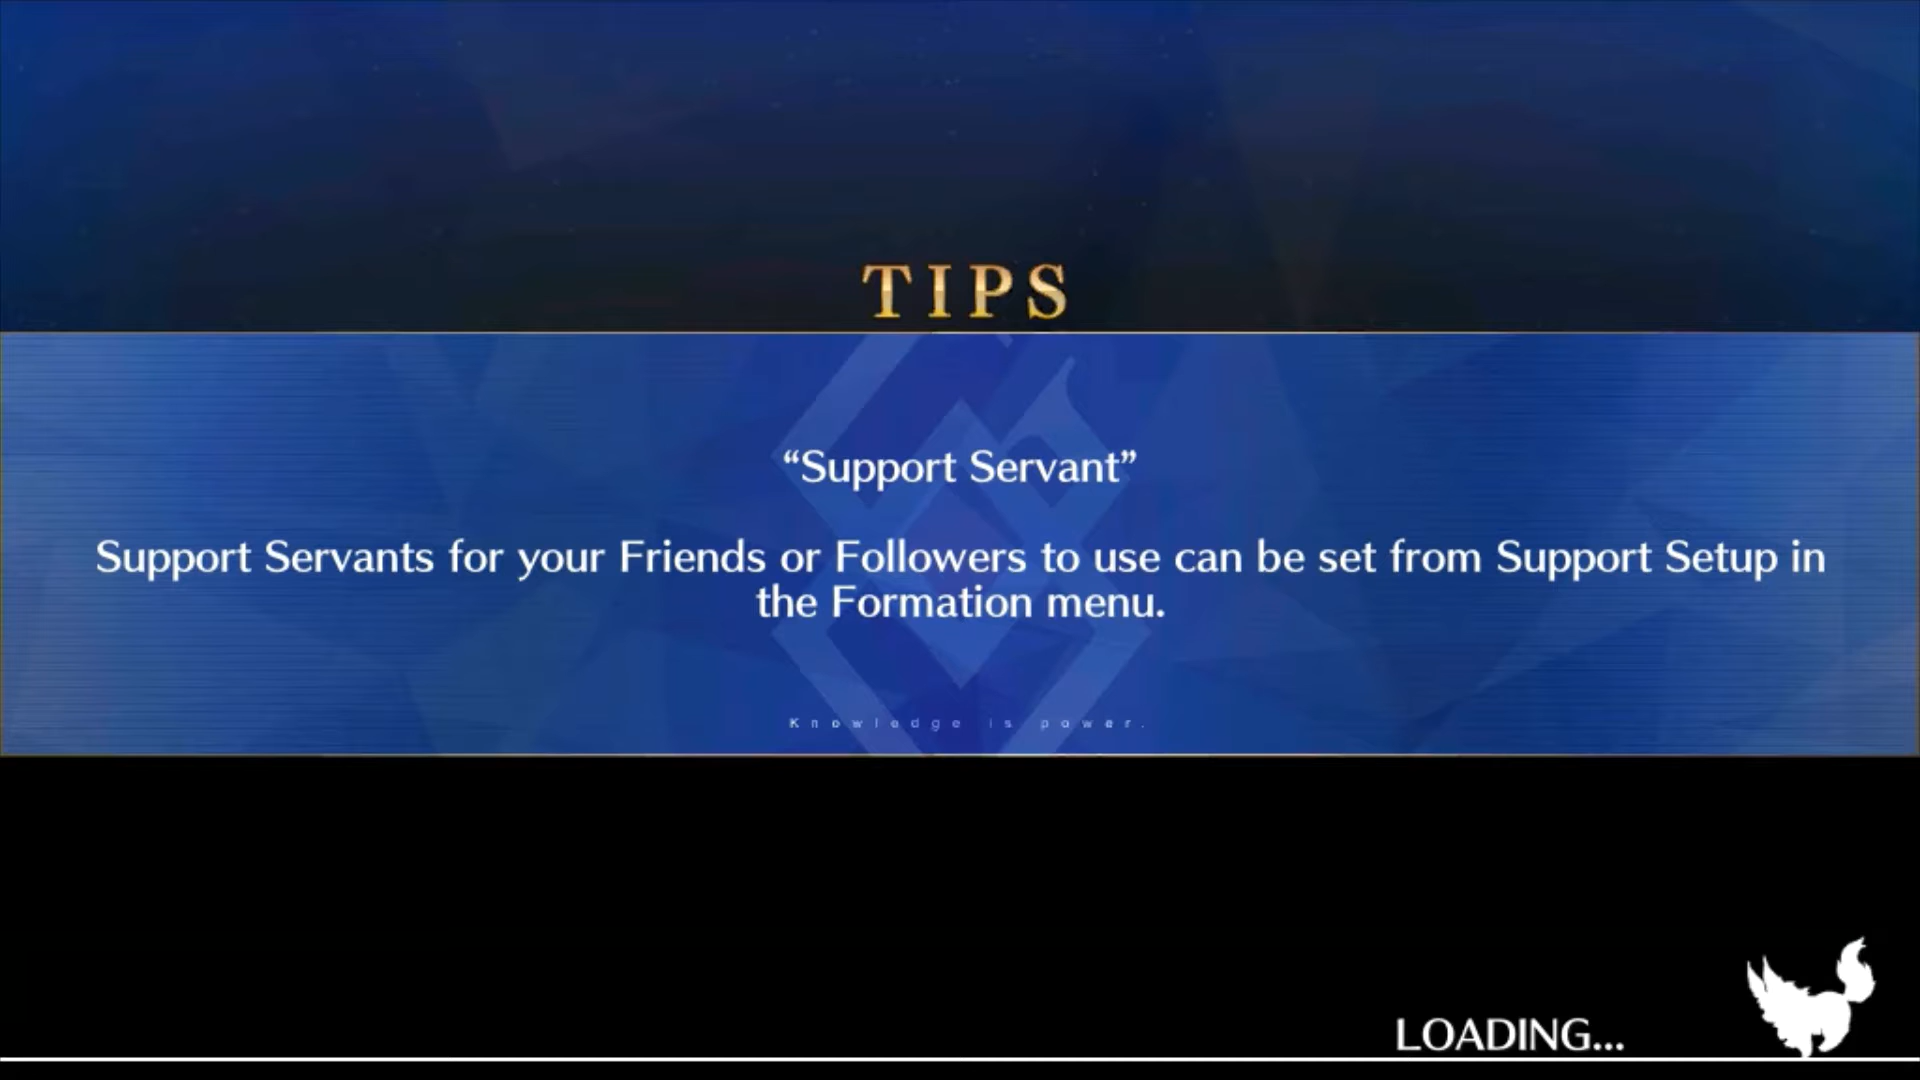 TIPS
“Support Servant”
Support Servants for your Friends or Followers to use can be set from Support Setup in
the Formation menu.
Knowledge is power.
LOADING...